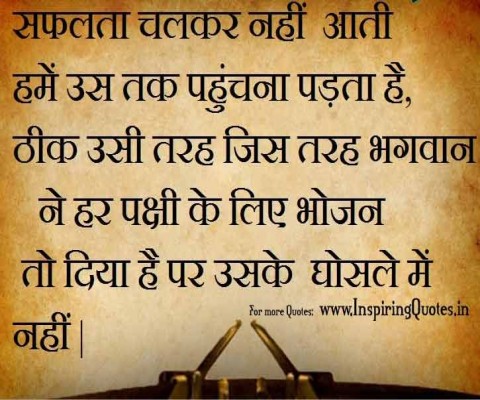 सफलता चलकर नहीं आती
हमें उस तक पहुंचना पड़ता है,
ठीक उसी तरह जिस तरह भगवान
ने हर पक्षी के लिए भोजन
तो दिया है पर उसके घोसले में
For more Quotes: www.InspiringQuotes.in
नहीं |